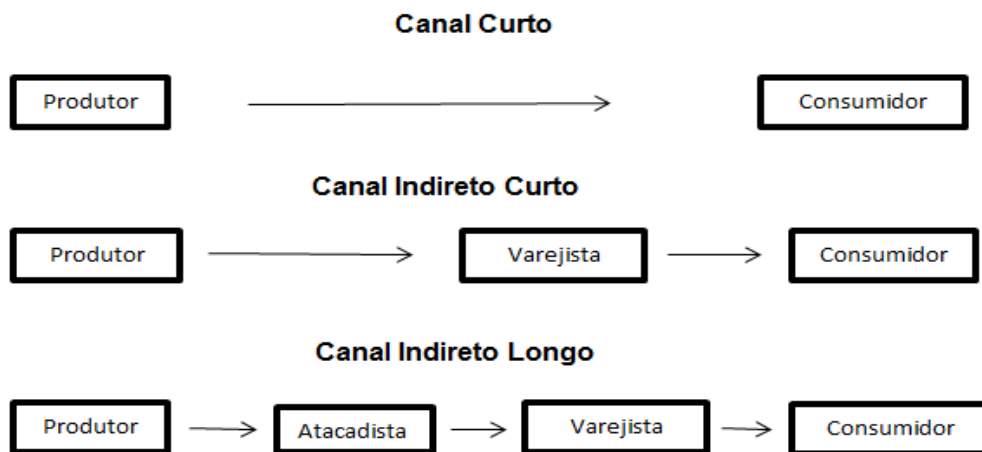 Canal Curto
Produtor Consumidor
Canal Indireto Curto
Produtor Varejista Consumidor
Canal Indireto Longo
Produtor Atacadista Varejista Consumidor